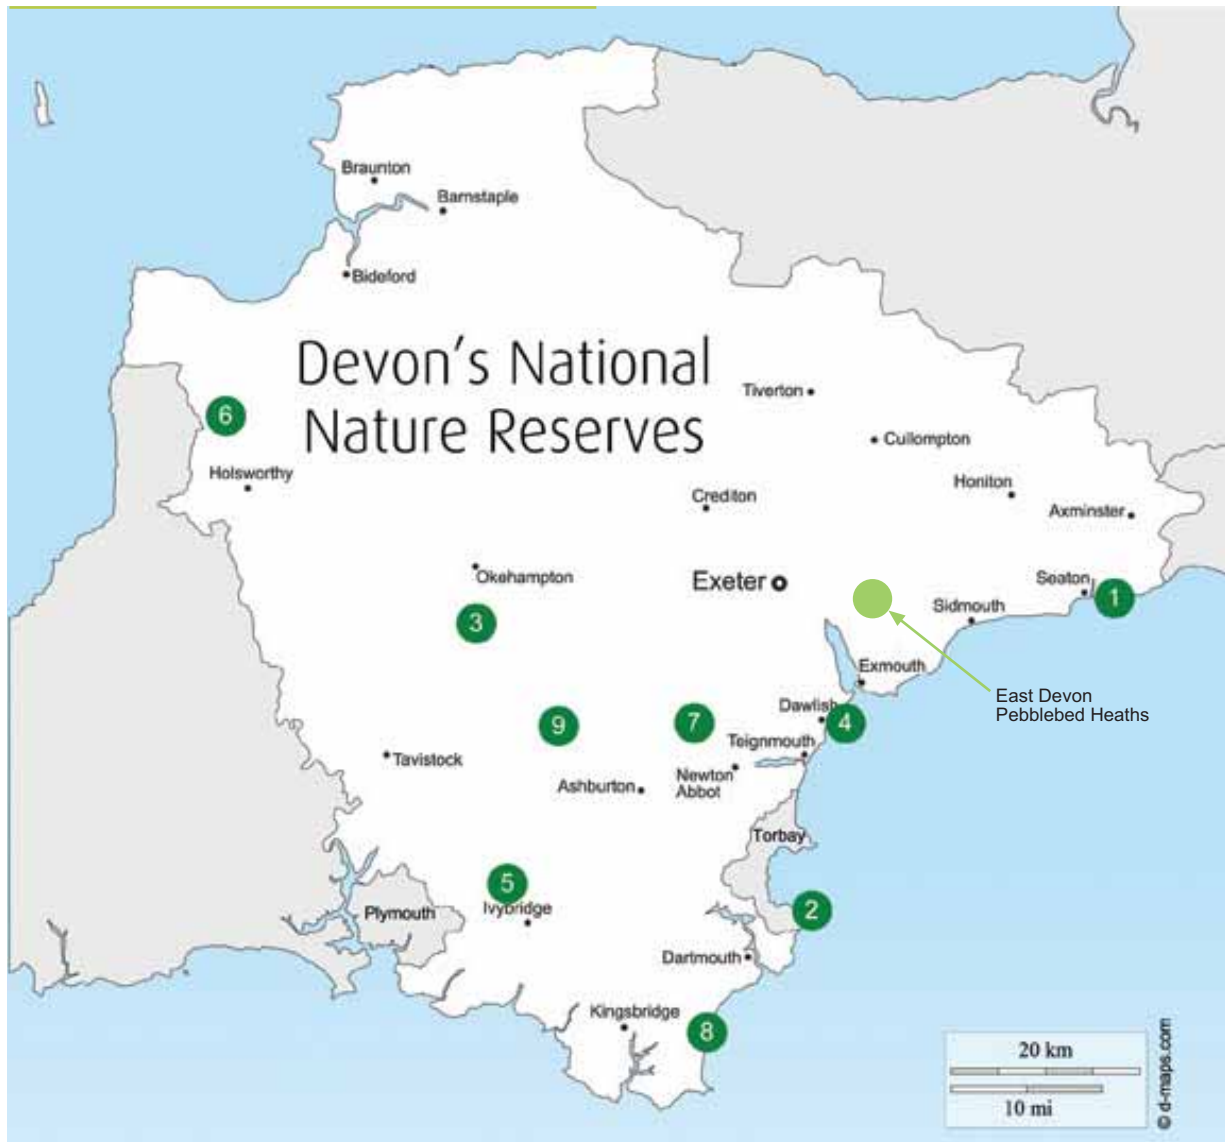 Braunton
Barnstaple
Bideford
Devon's National
Nature Reserves
Tiverton
6
Cullompton
Holsworthy
Honiton
Crediton
Axminster
Okehampton
Exeter
Seaton
1
Sidmouth
3
Exmouth
East Devon
Pebblebed Heaths
Dawlish
4
9
7
Teignmouth
Tavistock
Newton
Abbot
Ashburton
Torbay
5
Ivybridge
Plymouth
2
Dartmouth
Kingsbridge
8
20 km
10 mi
© d-maps.com